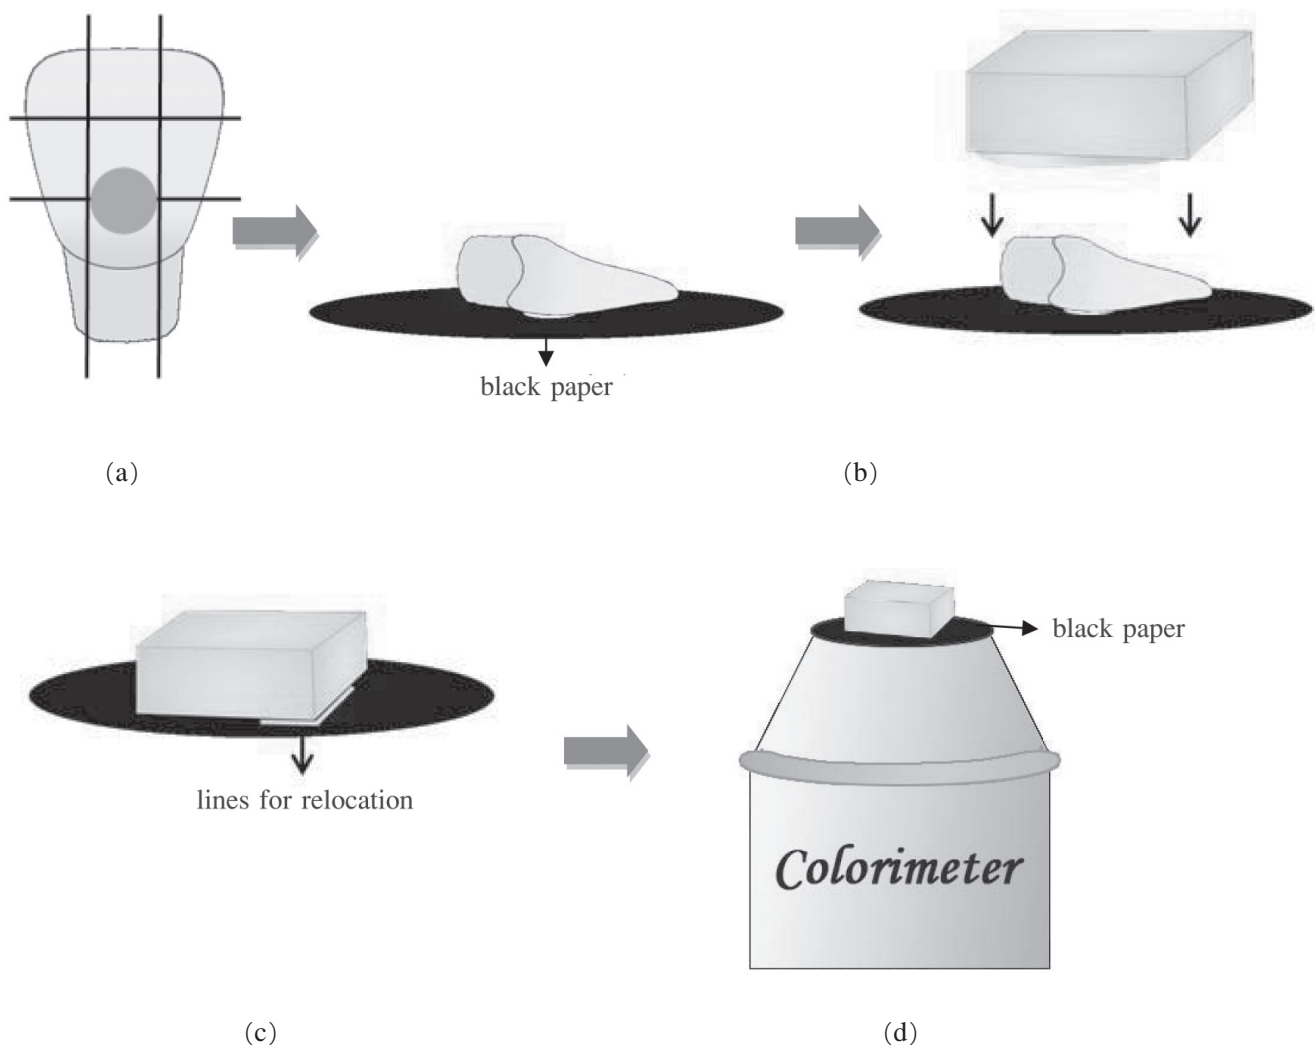 black paper
(a)
(b)
black paper
lines for relocation
Colorimeter
(c)
(d)